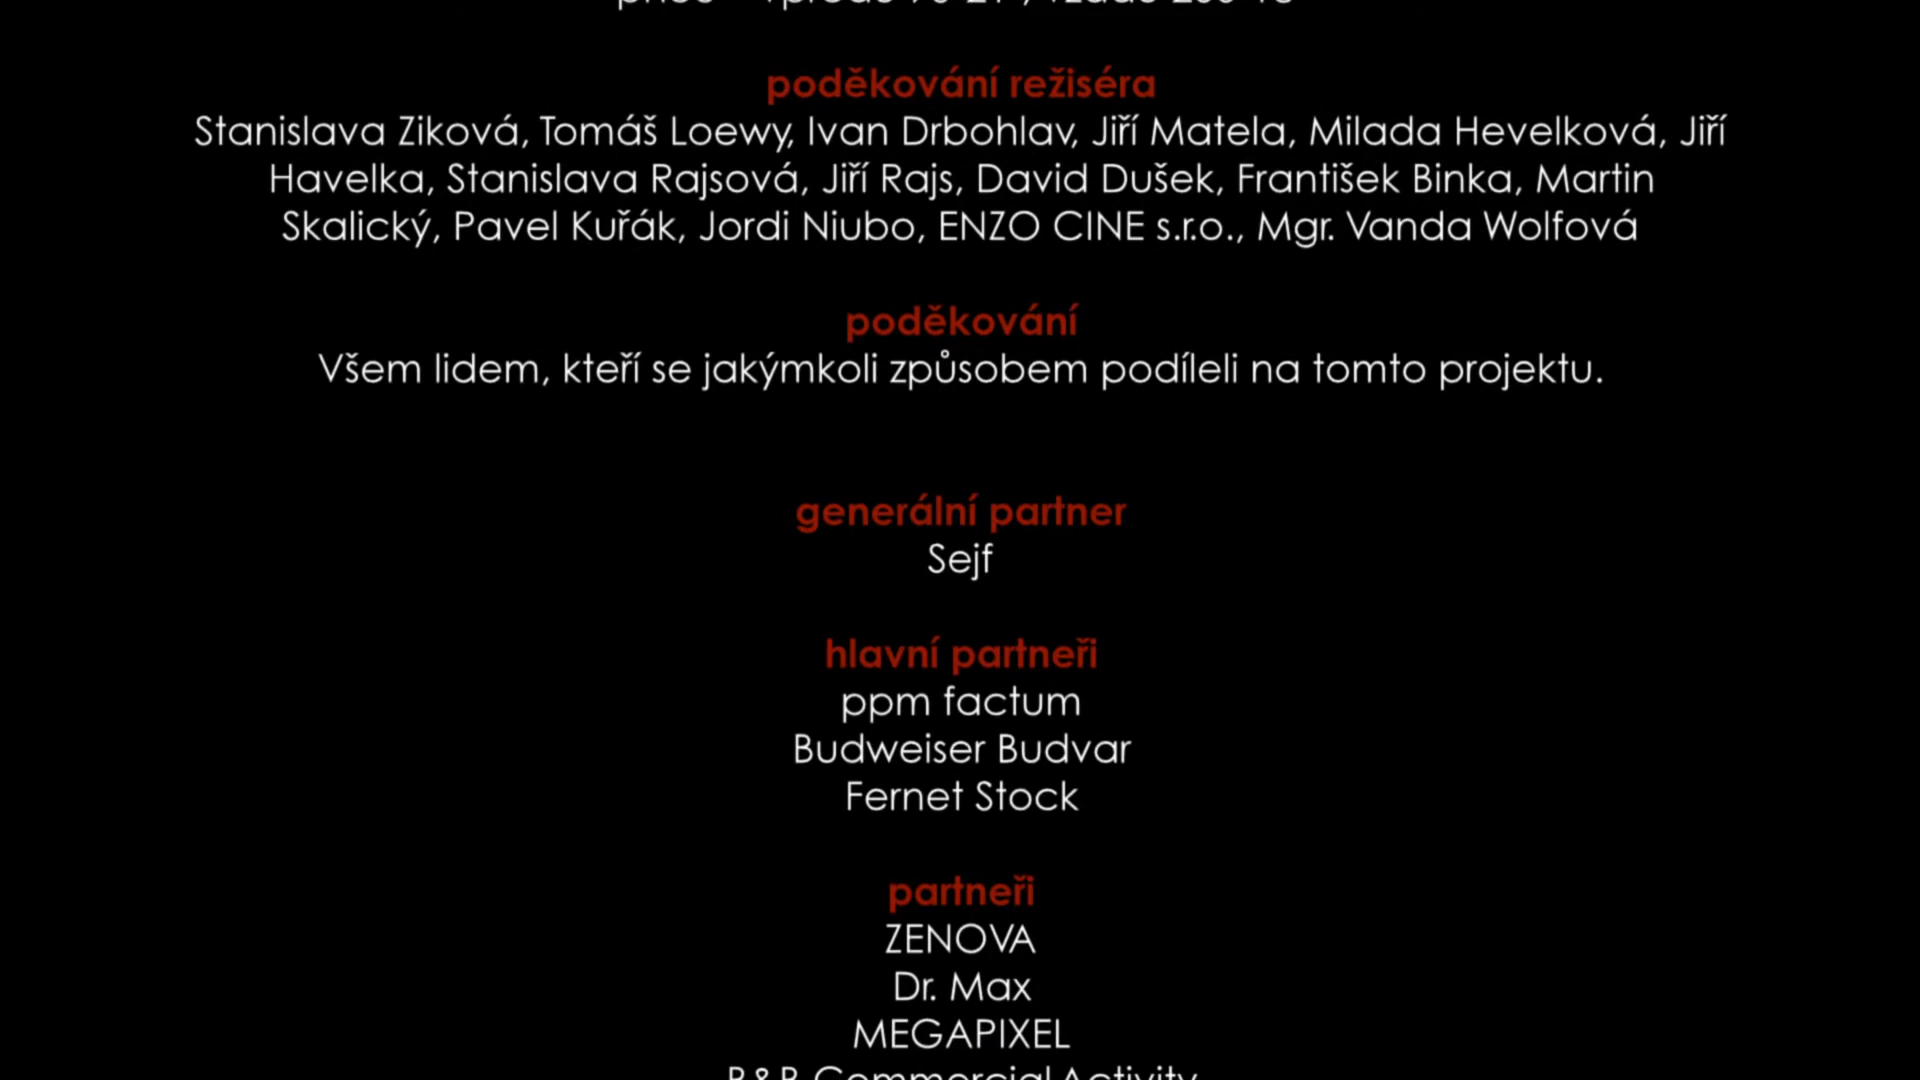 poděkování režiséra
Stanislava Ziková, Tomáš Loewy, Ivan Drbohlav, Jiří Matela, Milada Hevelková, Jiří
Havelka, Stanislava Rajsová, Jiří Rajs, David Dušek, František Binka, Martin
Skalický, Pavel Kuřák, Jordi Niubo, ENZO CINE s.r.o., Mgr. Vanda Wolfová
poděkování
Všem lidem, kteří se jakýmkoli způsobem podíleli na tomto projektu.
generální partner
Sejf
hlavní partneři
ppm factum
Budweiser Budvar
Fernet Stock
partneři
ZENOVA
Dr. Max
MEGAPIXEL
Commercial Activity